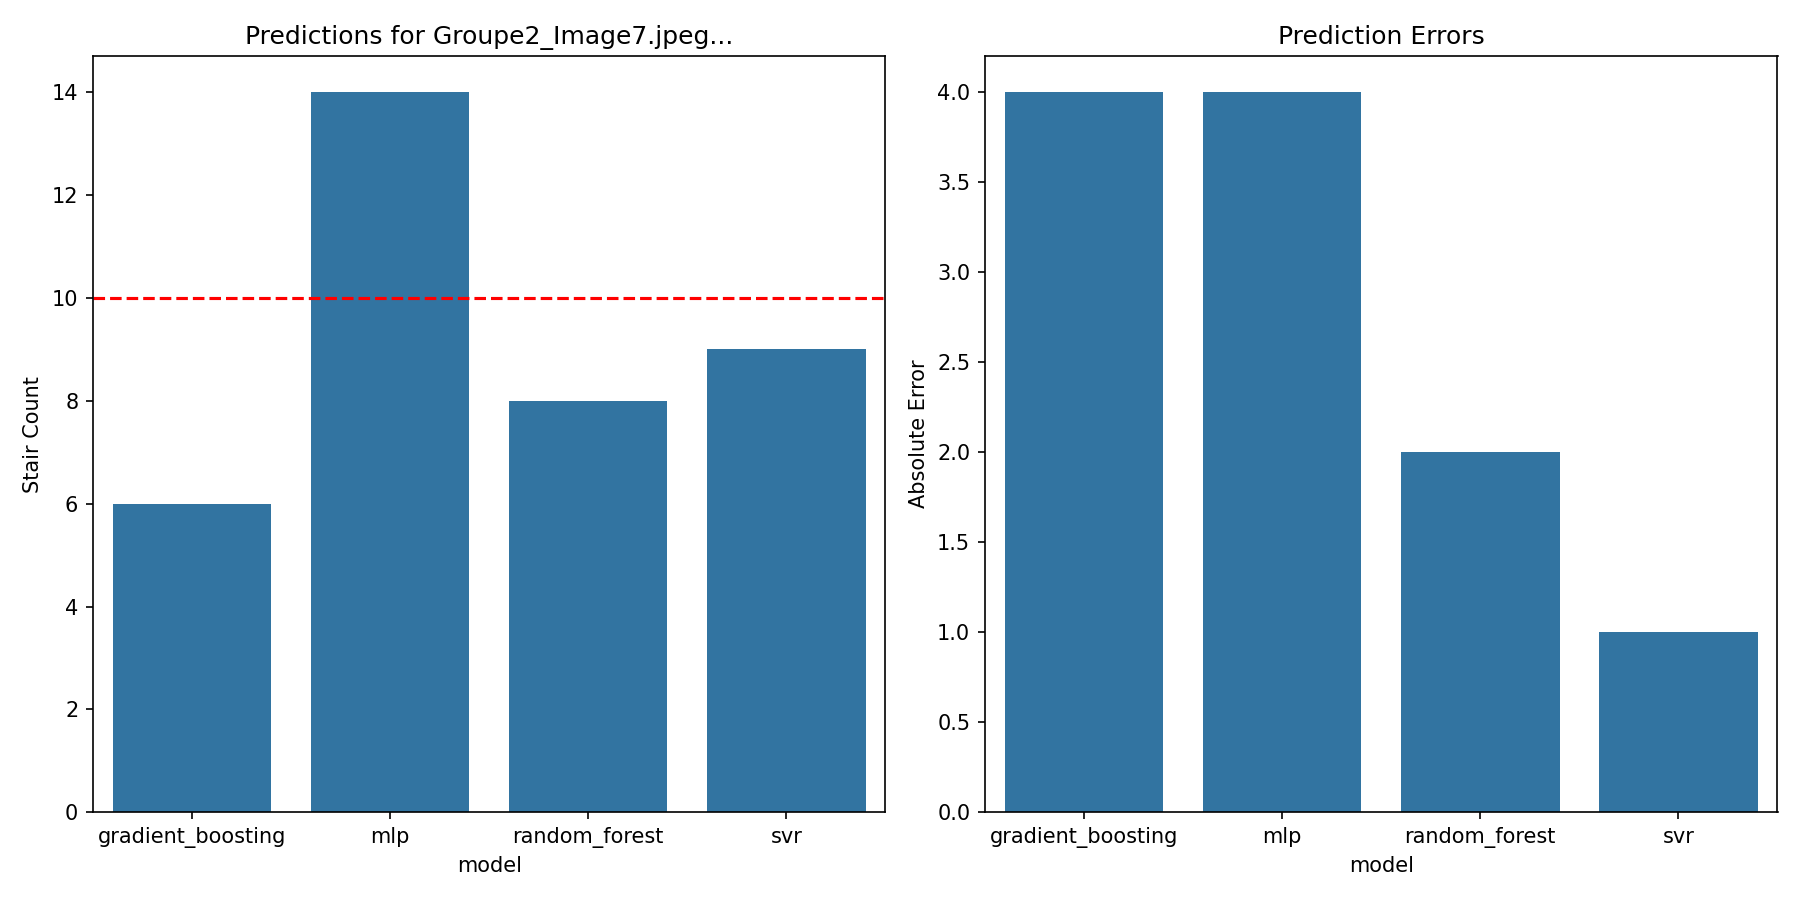 Predictions for Groupe2_Image7.jpeg...
14
12
10
8
6
4
2
0
Stair Count
gradient_boosting mlp random_forest svr
model
Prediction Errors
4.0
3.5
3.0
2.5
2.0
1.5
1.0
0.5
0.0
Absolute Error
gradient_boosting mlp random_forest svr
model